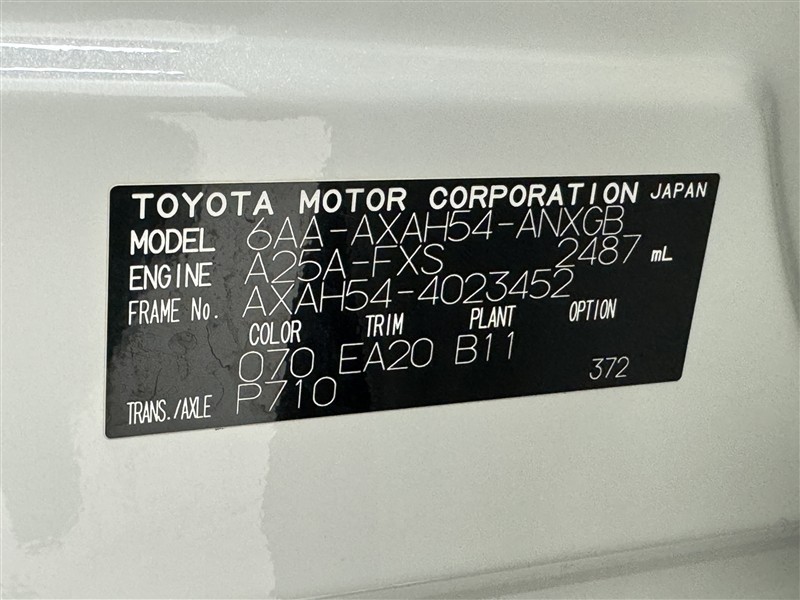 TOYOTA MOTOR CORPORATION JAPAN
MODEL 6AA-AXAH54-ANXGB
ENGINE A25A-FXS 2487 mL
FRAME No. AXAH54-4023452
COLOR TRIM PLANT OPTION
070 EA20 B11
TRANS./AXLE P710 372